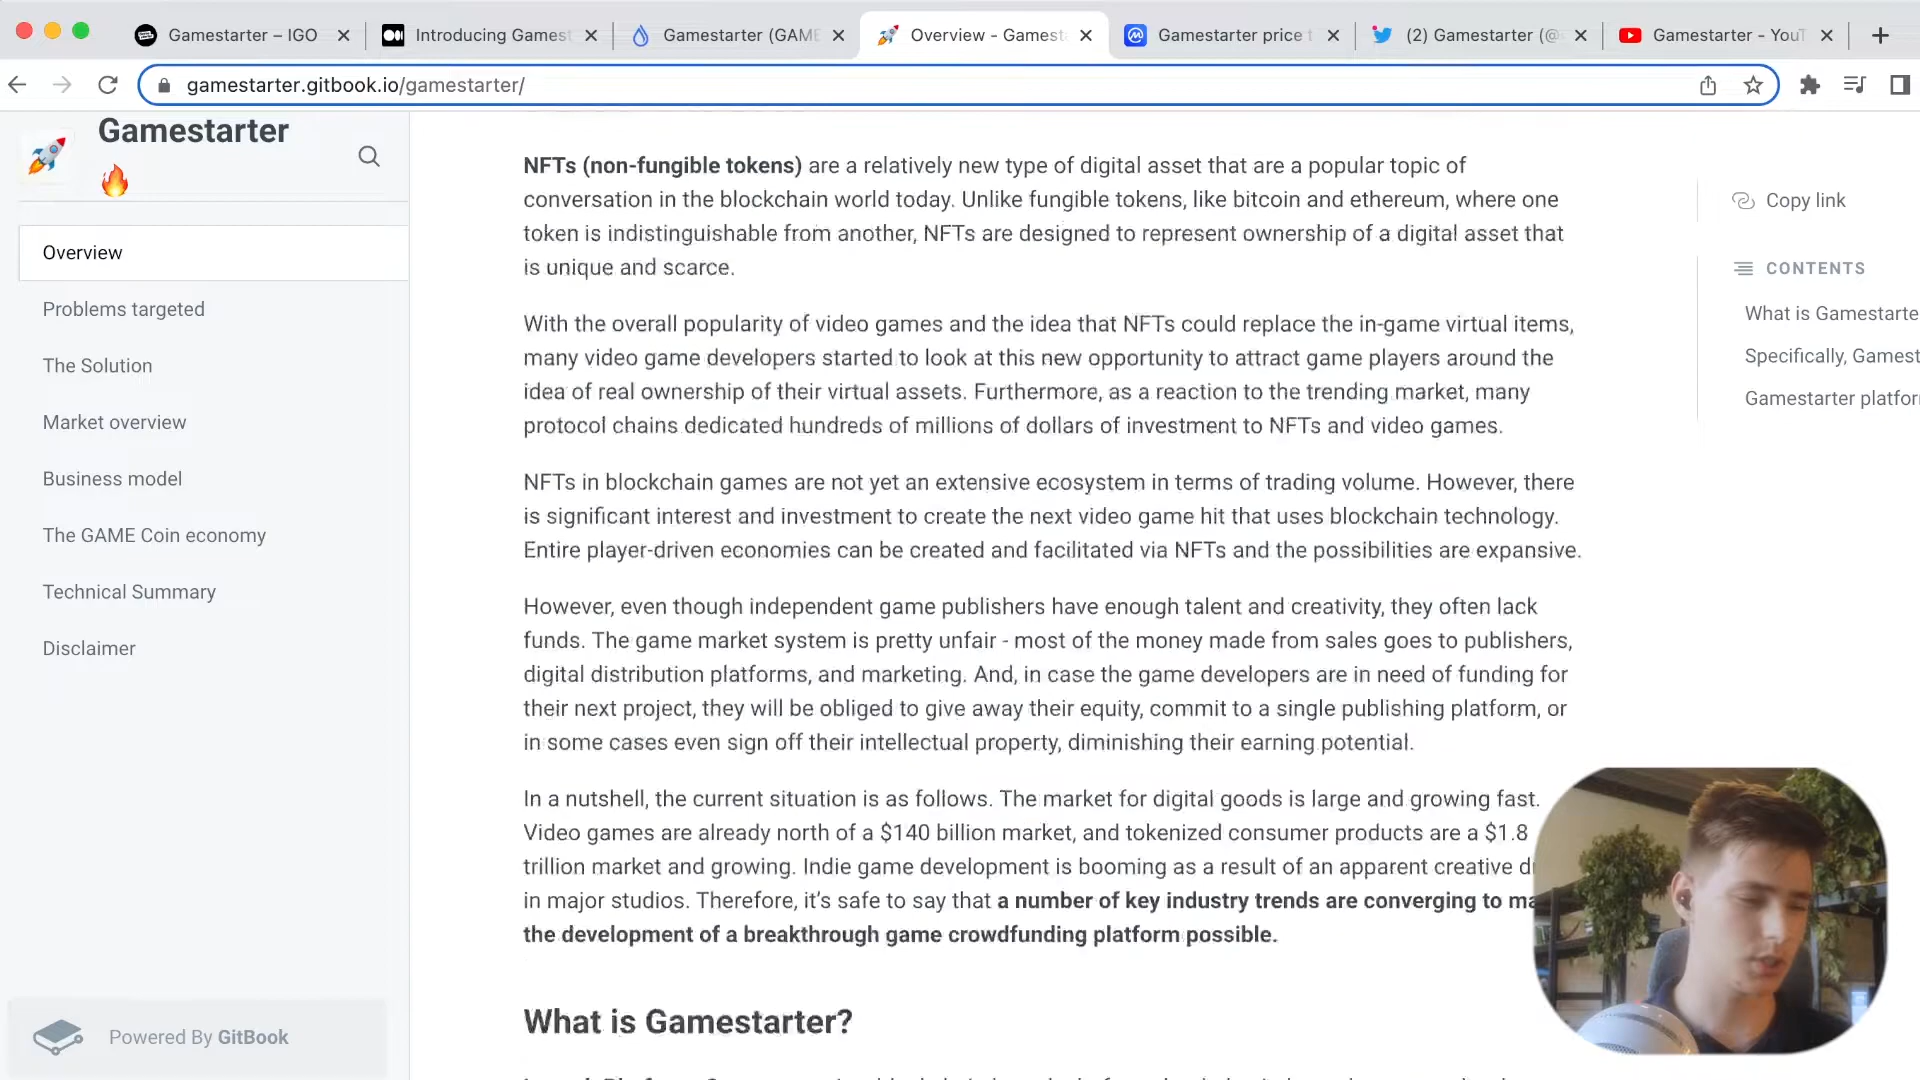 Gamestarter – IGO
Introducing Gamest
Gamestarter (GAME
Overview - Gamest
Gamestarter price t
(2) Gamestarter (@
Gamestarter - YouT
gamestarter.gitbook.io/gamestarter/
Gamestarter
Overview
Problems targeted
The Solution
Market overview
Business model
The GAME Coin economy
Technical Summary
Disclaimer
Powered By GitBook
NFTs (non-fungible tokens) are a relatively new type of digital asset that are a popular topic of
conversation in the blockchain world today. Unlike fungible tokens, like bitcoin and ethereum, where one
token is indistinguishable from another, NFTs are designed to represent ownership of a digital asset that
is unique and scarce.
With the overall popularity of video games and the idea that NFTs could replace the in-game virtual items,
many video game developers started to look at this new opportunity to attract game players around the
idea of real ownership of their virtual assets. Furthermore, as a reaction to the trending market, many
protocol chains dedicated hundreds of millions of dollars of investment to NFTs and video games.
NFTs in blockchain games are not yet an extensive ecosystem in terms of trading volume. However, there
is significant interest and investment to create the next video game hit that uses blockchain technology.
Entire player-driven economies can be created and facilitated via NFTs and the possibilities are expansive.
However, even though independent game publishers have enough talent and creativity, they often lack
funds. The game market system is pretty unfair - most of the money made from sales goes to publishers,
digital distribution platforms, and marketing. And, in case the game developers are in need of funding for
their next project, they will be obliged to give away their equity, commit to a single publishing platform, or
in some cases even sign off their intellectual property, diminishing their earning potential.
In a nutshell, the current situation is as follows. The market for digital goods is large and growing fast.
Video games are already north of a $140 billion market, and tokenized consumer products are a $1.8
trillion market and growing. Indie game development is booming as a result of an apparent creative
in major studios. Therefore, it's safe to say that a number of key industry trends are converging to
the development of a breakthrough game crowdfunding platform possible.
What is Gamestarter?
Copy link
CONTENTS
What is Gamestarte
Specifically, Gamest
Gamestarter platfor